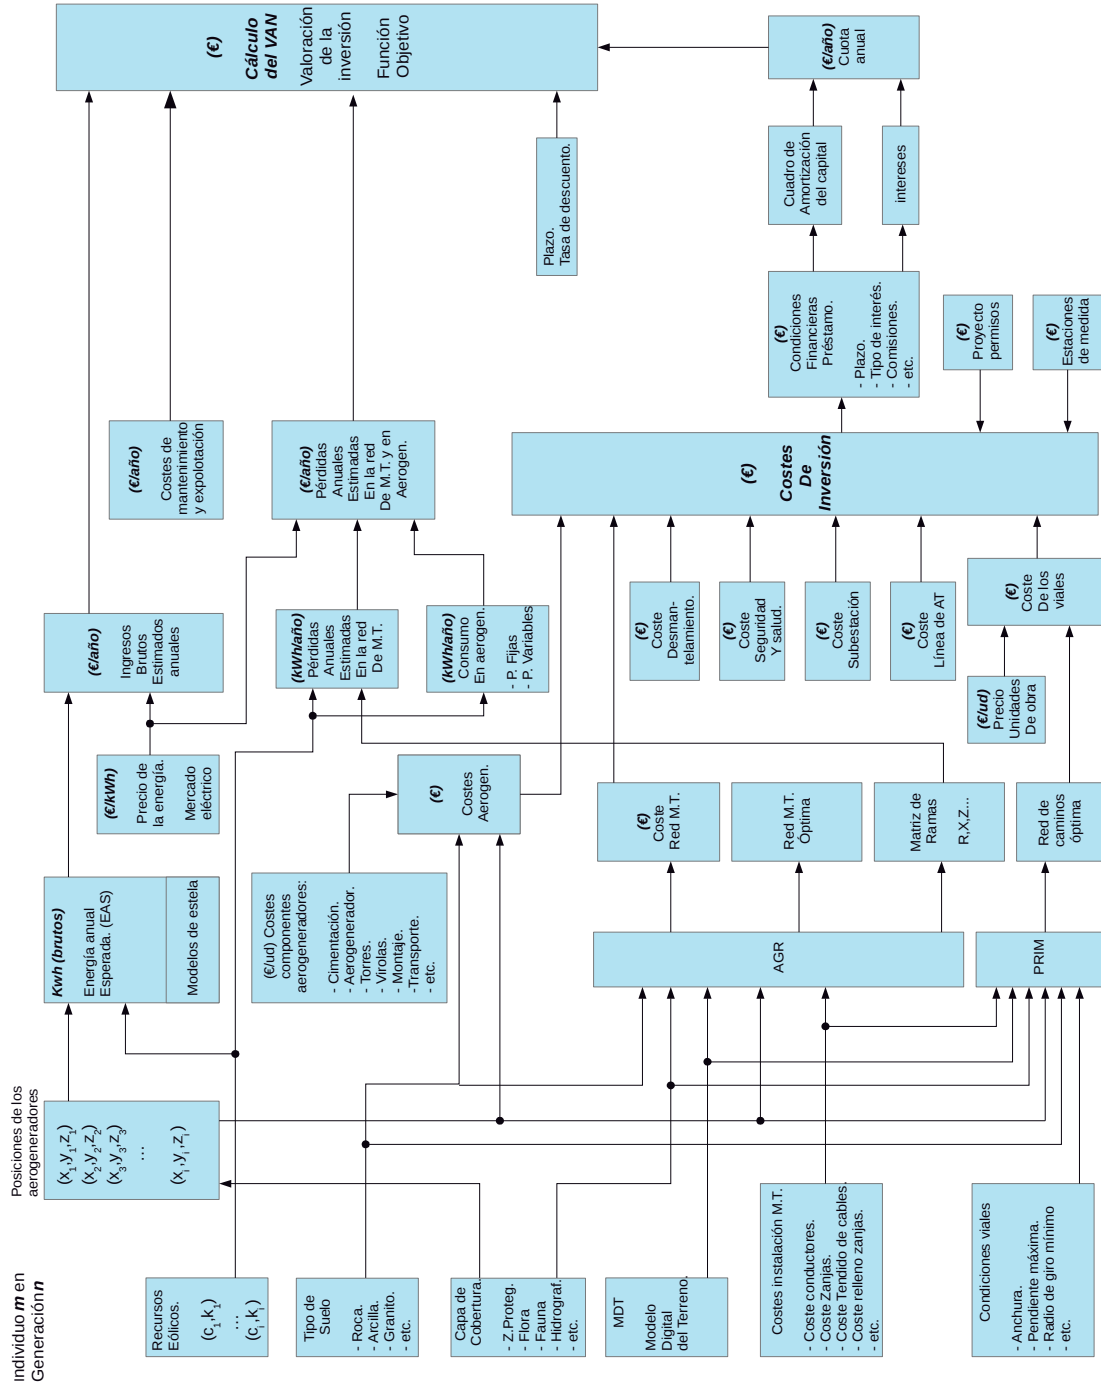 Individuo m en
Generación n
Posiciones de los
aerogeneradores
(x1,y1,z1)
(x2,y2,z2)
(x3,y3,z3)
...
(xi,yi,zi)
Recursos
Eólicos.
(c1,k1)
...
(ci,ki)
Tipo de
Suelo
- Roca.
- Arcilla.
- Granito.
- etc.
Capa de
Cobertura.
- Z.Proteg.
- Flora
- Fauna
- Hidrograf.
- etc.
MDT
Modelo
Digital
del Terreno.
Costes instalación M.T.
- Coste conductores.
- Coste Zanjas.
- Coste Tendido de cables.
- Coste relleno zanjas.
- etc.
Condiciones viales
- Anchura.
- Pendiente máxima.
- Radio de giro mínimo
- etc.
Kwh (brutos)
Energía anual
Esperada. (EAS)
Modelos de estela
(€/ud) Costes
componentes
aerogeneradores:
- Cimentación.
- Aerogenerador.
- Torres.
- Virolas.
- Montaje.
-Transporte.
- etc.
AGR
PRIM
(€/kWh)
Precio de
la energía.
Mercado
eléctrico
(€)
Costes
Aerogen.
(€)
Coste
Red M.T.
Red M.T.
Óptima
Matriz de
Ramas
R,X,Z...
Red de
caminos
óptima
(€/año)
Ingresos
Brutos
Estimados
anuales
(kWh/año)
Pérdidas
Anuales
Estimadas
En la red
De M.T.
(kWh/año)
Consumo
En aerogen.
- P. Fijas
- P. Variables
(€)
Coste
Desman-
telamiento.
(€)
Coste
Seguridad
Y salud.
(€)
Coste
Subestación
(€)
Coste
Línea de AT
(€/ud)
Precio
Unidades
De obra
(€)
Coste
De los
viales
(€/año)
Costes de
mantenimiento
y expolotación
(€/año)
Pérdidas
Anuales
Estimadas
En la red
De M.T. y en
Aerogen.
(€)
Costes
De
Inversión
(€)
Condiciones
Financieras
Préstamo.
- Plazo.
- Tipo de interés.
- Comisiones.
- etc.
(€)
Proyecto
permisos
(€)
Estaciones
de medida
Plazo.
Tasa de descuento.
Cuadro de
Amortización
del capital
intereses
(€/año)
Cuota
anual
(€)
Cálculo
del VAN
Valoración
de la
inversión
Función
Objetivo